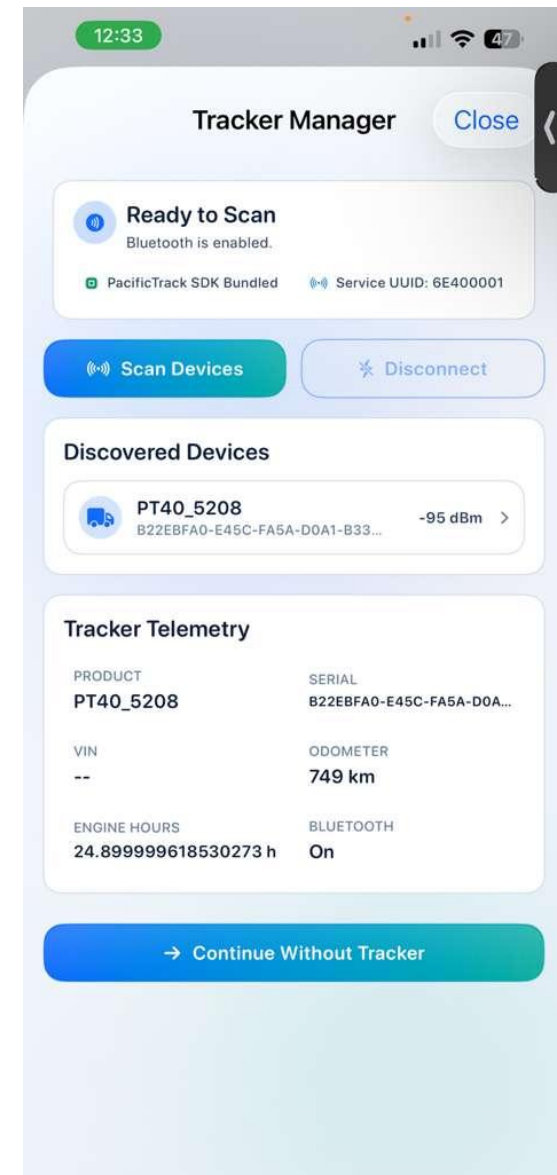 12:33
47
Tracker Manager
Close
Ready to Scan
Bluetooth is enabled.
PacificTrack SDK Bundled
Service UUID: 6E400001
Scan Devices
Disconnect
Discovered Devices
PT40_5208
B22EBFA0-E45C-FA5A-D0A1-B33...
-95 dBm
Tracker Telemetry
PRODUCT
PT40_5208
SERIAL
B22EBFA0-E45C-FA5A-D0A...
VIN
--
ODOMETER
749 km
ENGINE HOURS
24.899999618530273 h
BLUETOOTH
On
Continue Without Tracker